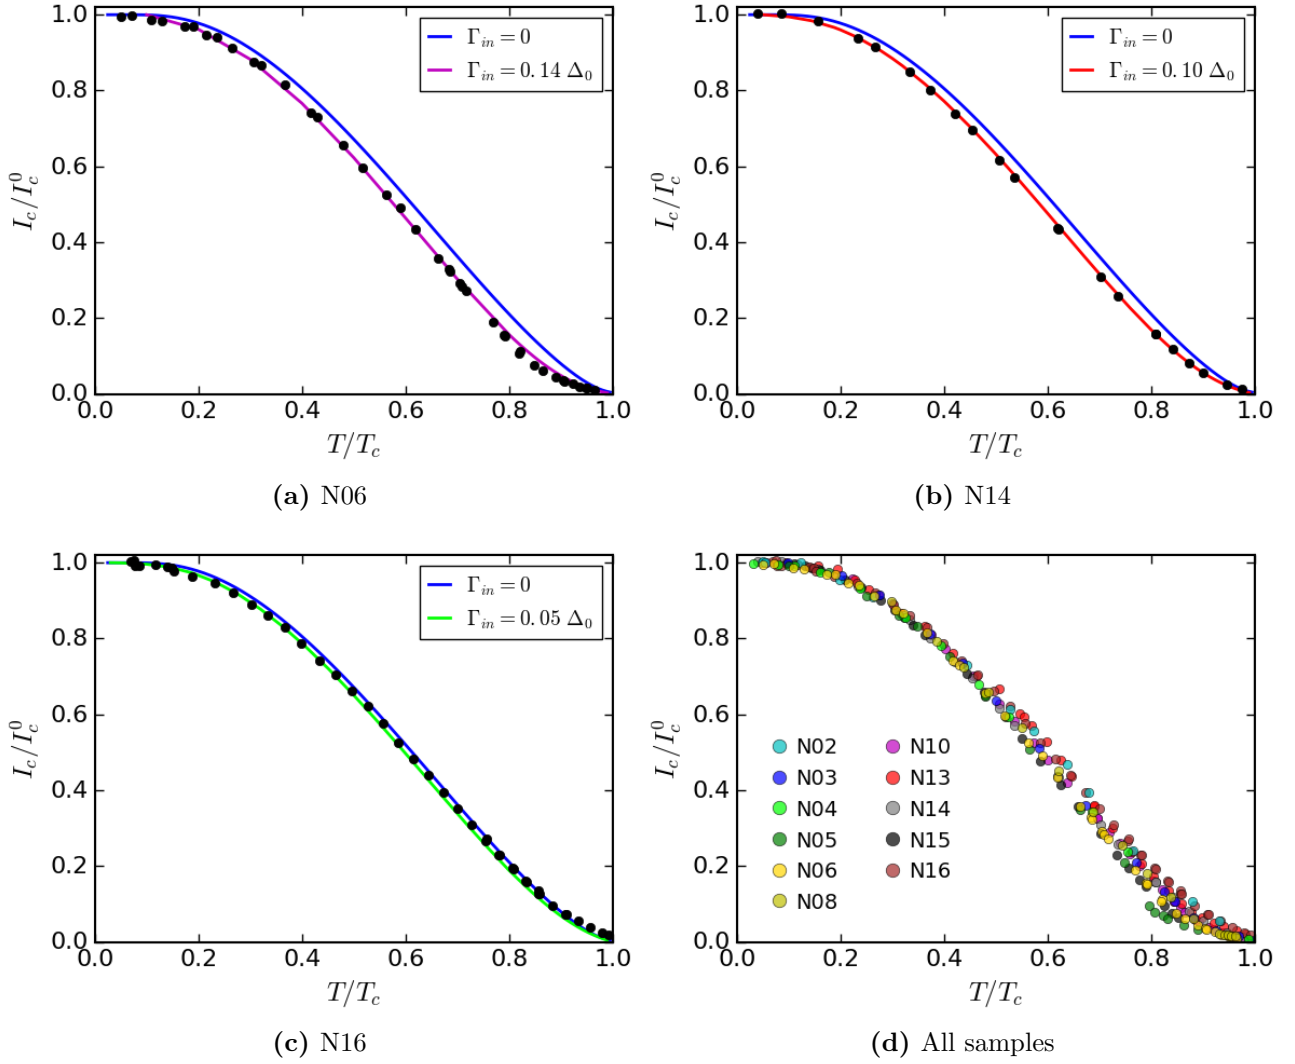 1.0
0.8
0.6
0.4
0.2
0.0
0.0 0.2 0.4 0.6 0.8 1.0
I_c/I_c^0
T/T_c
Γ_in = 0
Γ_in = 0.14 Δ_0
(a) N06
1.0
0.8
0.6
0.4
0.2
0.0
0.0 0.2 0.4 0.6 0.8 1.0
I_c/I_c^0
T/T_c
Γ_in = 0
Γ_in = 0.10 Δ_0
(b) N14
1.0
0.8
0.6
0.4
0.2
0.0
0.0 0.2 0.4 0.6 0.8 1.0
I_c/I_c^0
T/T_c
Γ_in = 0
Γ_in = 0.05 Δ_0
(c) N16
1.0
0.8
0.6
0.4
0.2
0.0
0.0 0.2 0.4 0.6 0.8 1.0
I_c/I_c^0
T/T_c
N02 N10
N03 N13
N04 N14
N05 N15
N06 N16
N08
(d) All samples